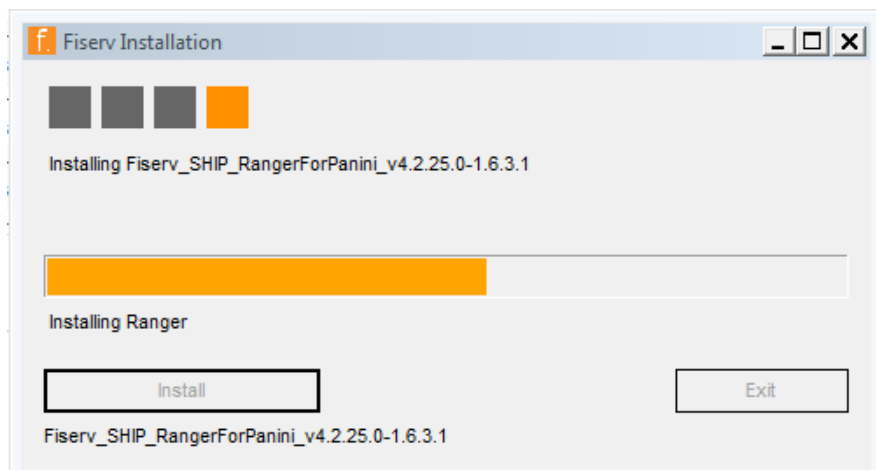 f. Fiserv Installation
Installing Fiserv_SHIP_RangerForPanini_v4.2.25.0-1.6.3.1
Installing Ranger
Install Exit
Fiserv_SHIP_RangerForPanini_v4.2.25.0-1.6.3.1